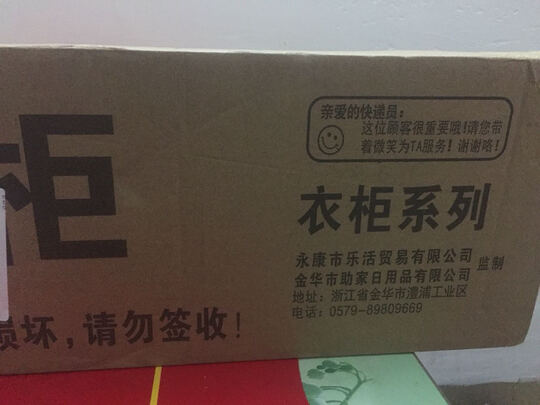 亲爱的快递员：
这位顾客很重要哦!请您带
着微笑为TA服务！谢谢咯！
柜
衣柜系列
永康市乐活贸易有限公司
金华市助家日用品有限公司
监制
地址：浙江省金华市澧浦工业区
电话：0579-89809669
损坏，请勿签收！